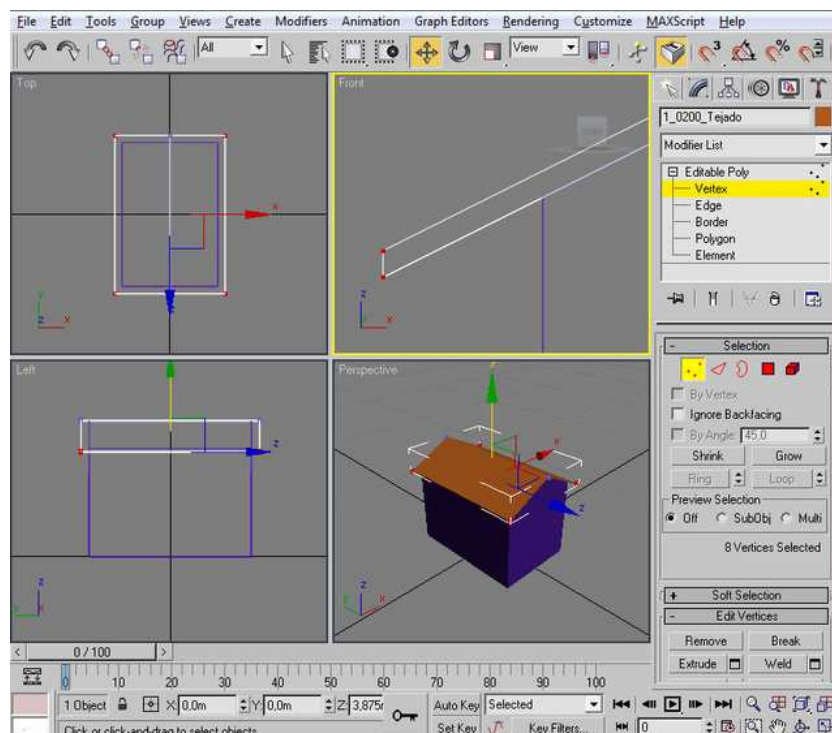 File Edit Tools Group Views Create Modifiers Animation Graph Editors Rendering Customize MAXScript Help
All View
Top
Front
Left
Perspective
1_0200_Tejado
Modifier List
Editable Poly
Vertex
Edge
Border
Polygon
Element
- Selection
By Vertex
Ignore Backfacing
By Angle: 45,0
Shrink Grow
Ring Loop
Preview Selection
Off SubObj Multi
8 Vertices Selected
+ Soft Selection
- Edit Vertices
Remove Break
Extrude Weld
< 0 / 100 >
0 10 20 30 40 50 60 70 80 90 100
1 Object X: 0,0m Y: 0,0m Z: 3,875 Auto Key Selected
Click or click-and-drag to select objects Set Key Key Filters... 0